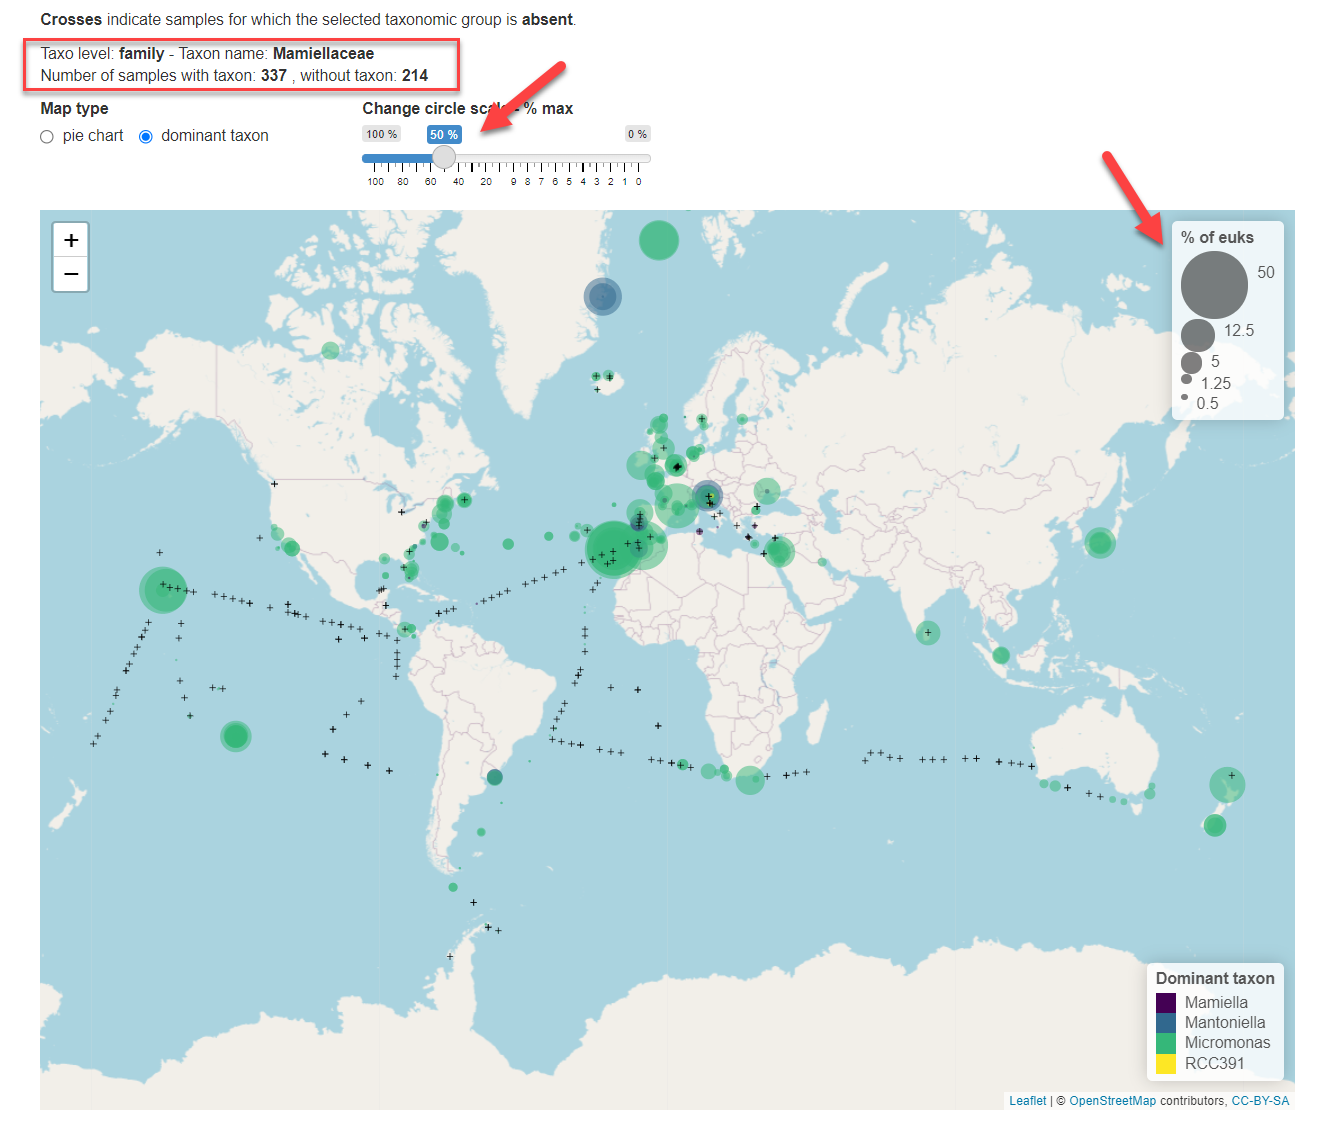 Crosses indicate samples for which the selected taxonomic group is absent.
Taxo level: family - Taxon name: Mamiellaceae
Number of samples with taxon: 337 , without taxon: 214
Map type
pie chart
dominant taxon
Change circle scale - % max
100 %
50 %
0 %
100 80 60 40 20 9 8 7 6 5 4 3 2 1 0
+
−
% of euks
50
12.5
5
1.25
0.5
Dominant taxon
Mamiella
Mantoniella
Micromonas
RCC391
Leaflet | © OpenStreetMap contributors, CC-BY-SA